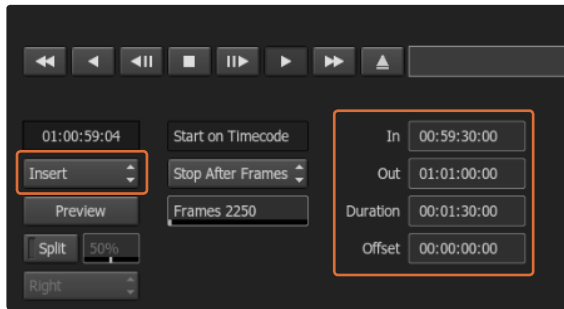 01:00:59:04 Start on Timecode In 00:59:30:00
Insert Stop After Frames Out 01:01:00:00
Preview Frames 2250 Duration 00:01:30:00
Split 50% Offset 00:00:00:00
Right